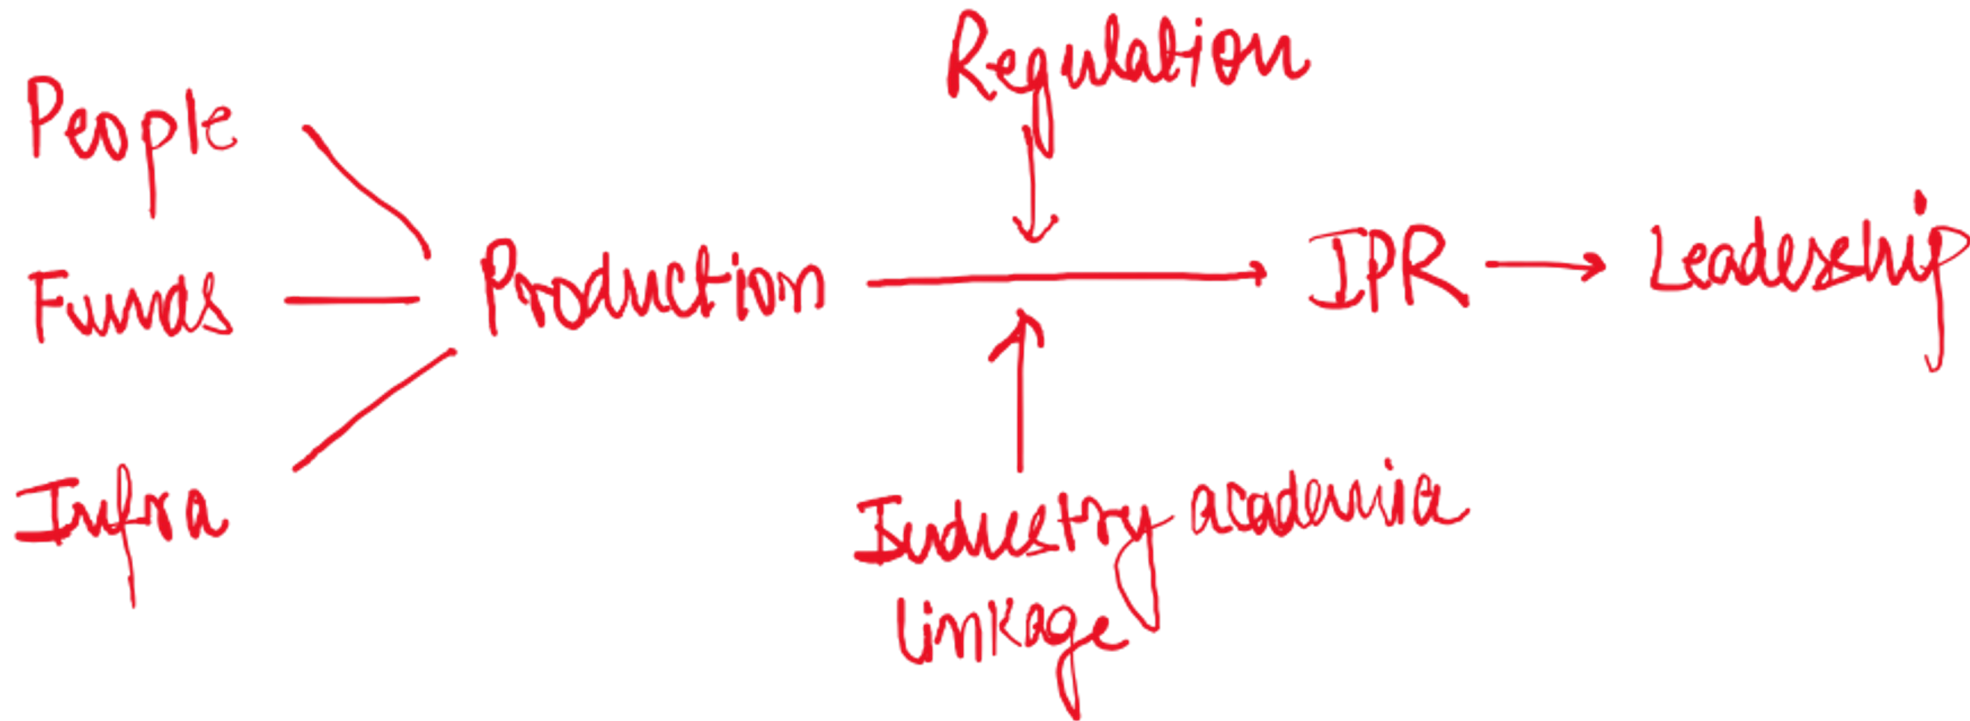 Regulation
People
Funds
Production
IPR
Leadership
Infra
Industry academia
linkage